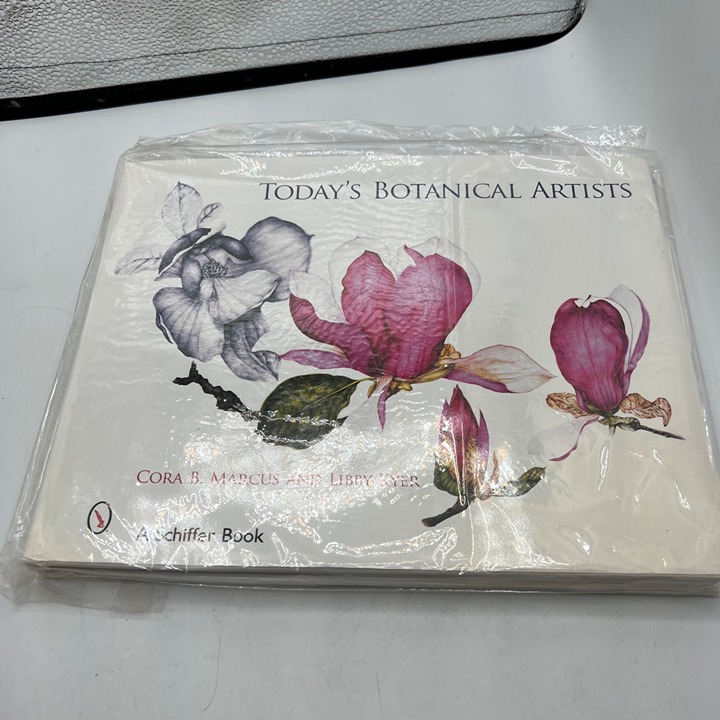 TODAY'S BOTANICAL ARTISTS
CORA B. MARCUS AND LIBBY KYER
A Schiffer Book